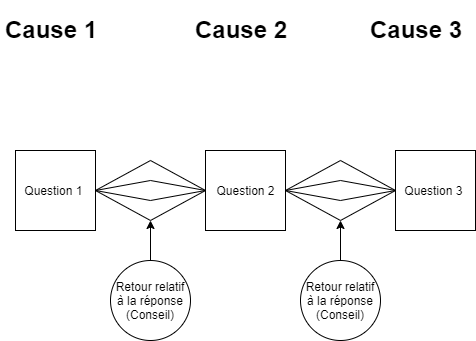 Cause 1
Cause 2
Cause 3
Question 1
Question 2
Question 3
Retour relatif
à la réponse
(Conseil)
Retour relatif
à la réponse
(Conseil)